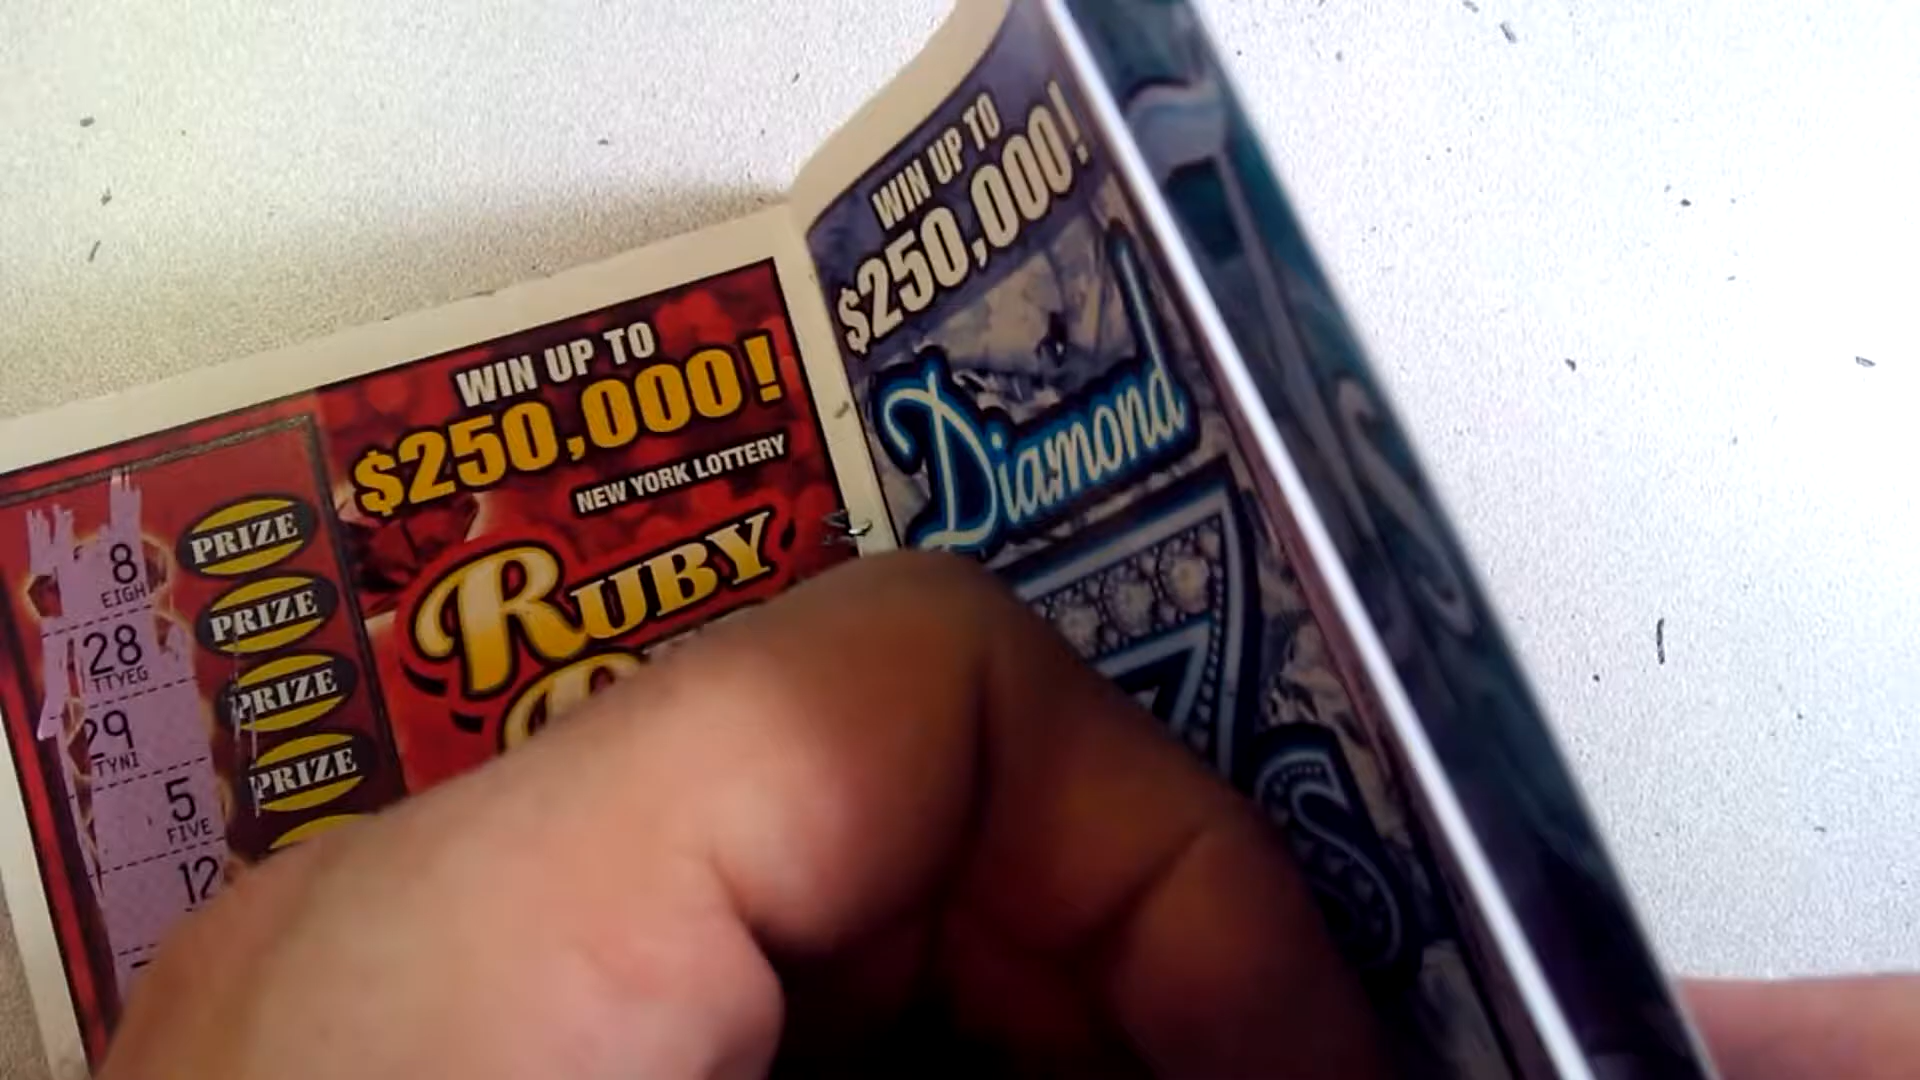 WIN UP TO
$250,000!
NEW YORK LOTTERY
RUBY
8
EIGH
28
TTYEG
29
TYNI
5
FIVE
12
PRIZE
PRIZE
PRIZE
PRIZE
WIN UP TO
$250,000!
Diamond
7
S